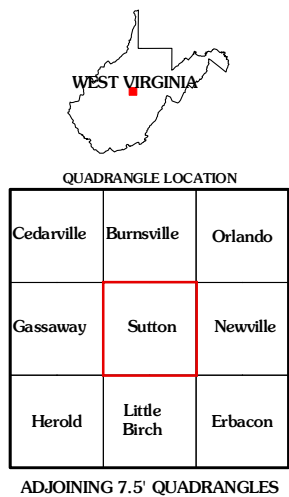 WEST VIRGINIA
QUADRANGLE LOCATION
Cedarville Burnsville Orlando
Gassaway Sutton Newville
Herold Little Birch Erbacon
ADJOINING 7.5' QUADRANGLES